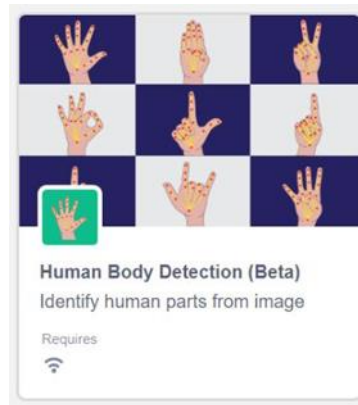 Human Body Detection (Beta)
Identify human parts from image
Requires